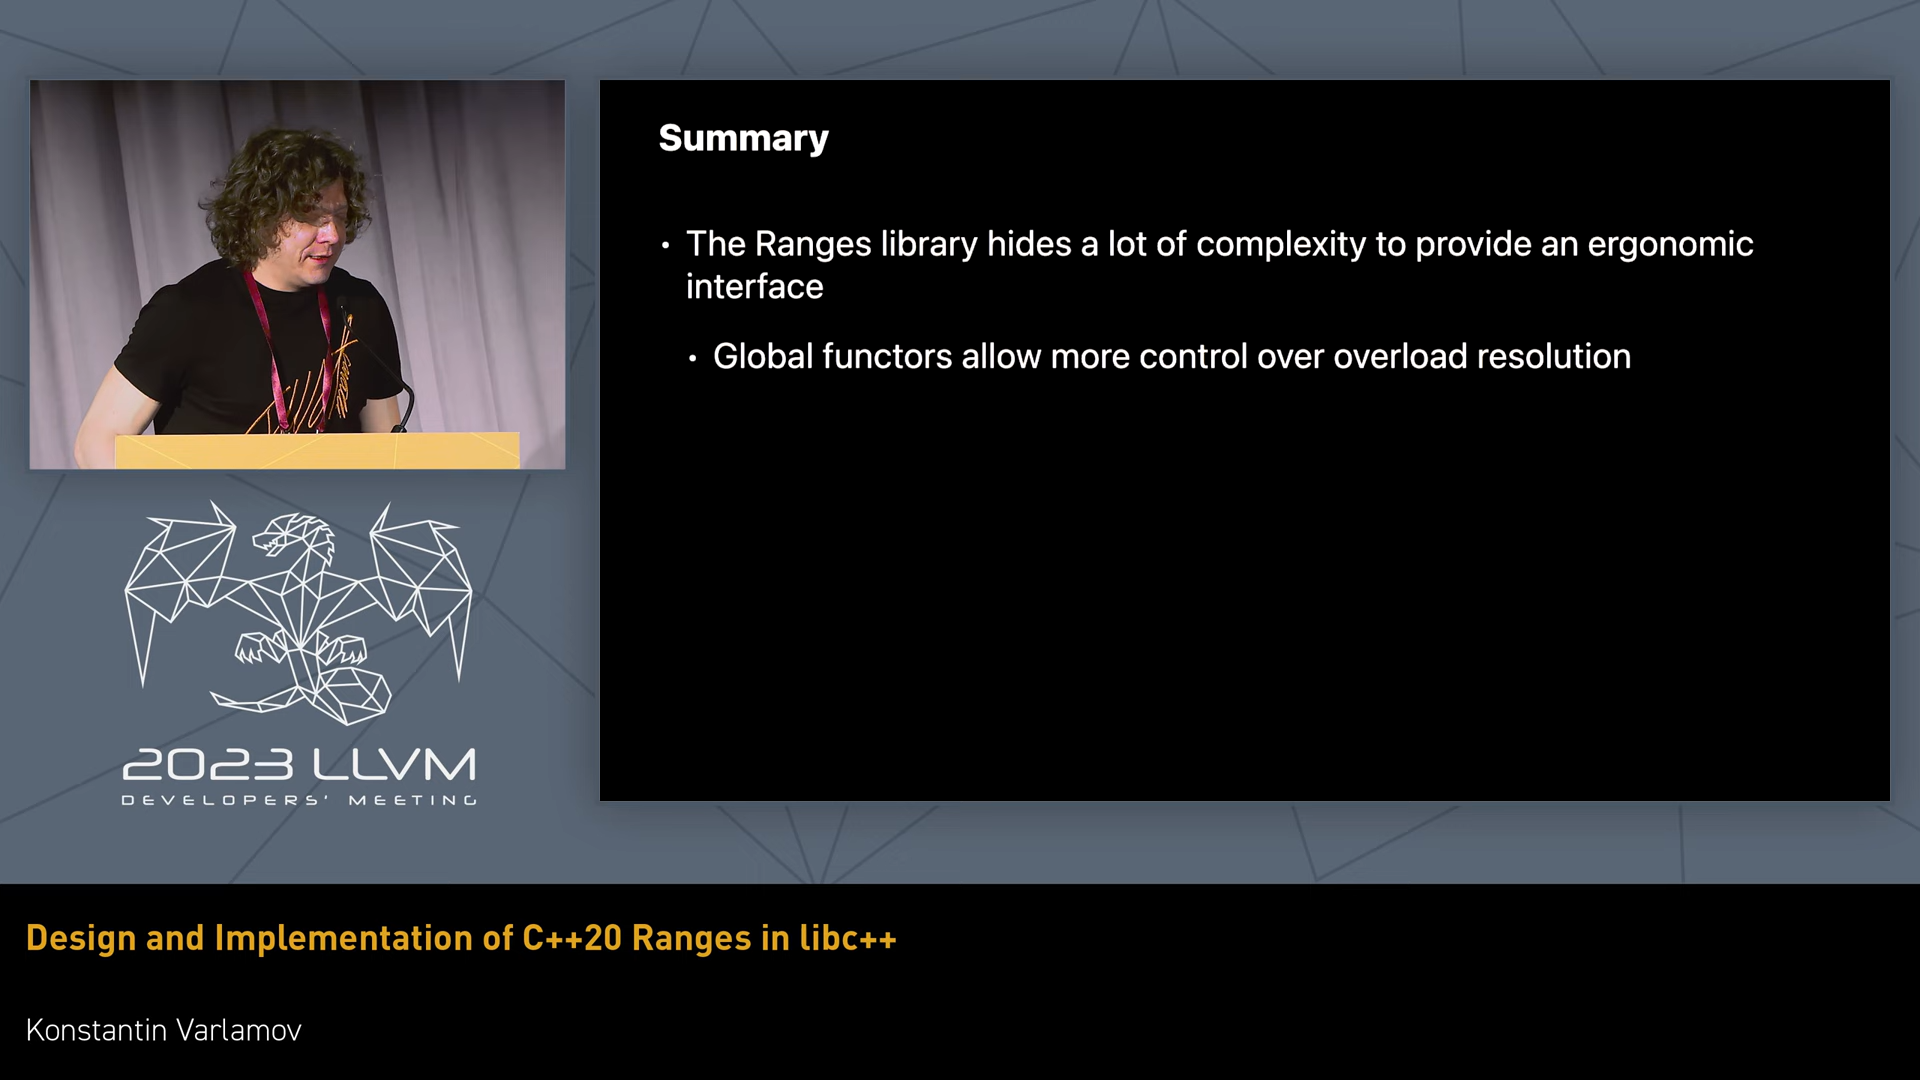 Summary
• The Ranges library hides a lot of complexity to provide an ergonomic
interface
• Global functors allow more control over overload resolution
2023 LLVM
DEVELOPERS' MEETING
Design and Implementation of C++20 Ranges in libc++
Konstantin Varlamov